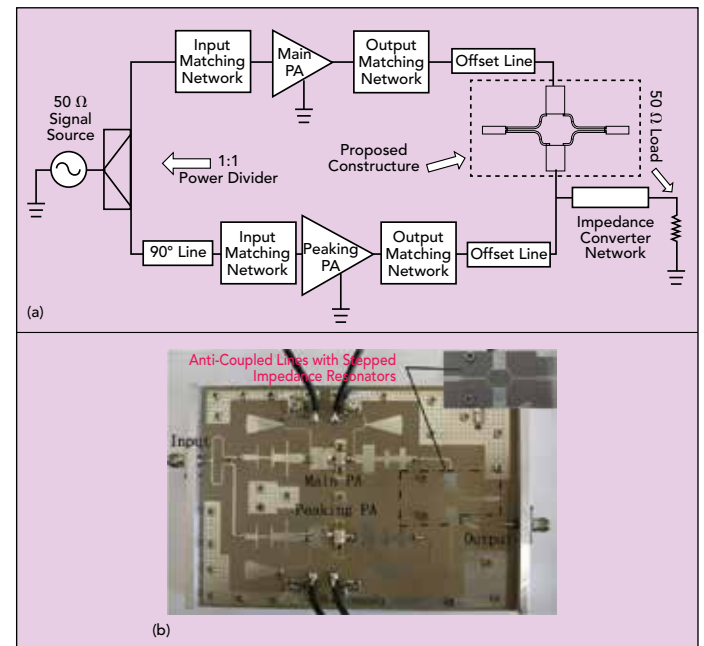 Input
Matching
Network
Main
PA
Output
Matching
Network
Offset Line
50 Ω
Signal
Source
1:1
Power Divider
Proposed
Constructure
50 Ω Load
90° Line
Input
Matching
Network
Peaking
PA
Output
Matching
Network
Offset Line
Impedance
Converter
Network
(a)
Anti-Coupled Lines with Stepped
Impedance Resonators
Input
Main PA
Peaking PA
Output
(b)